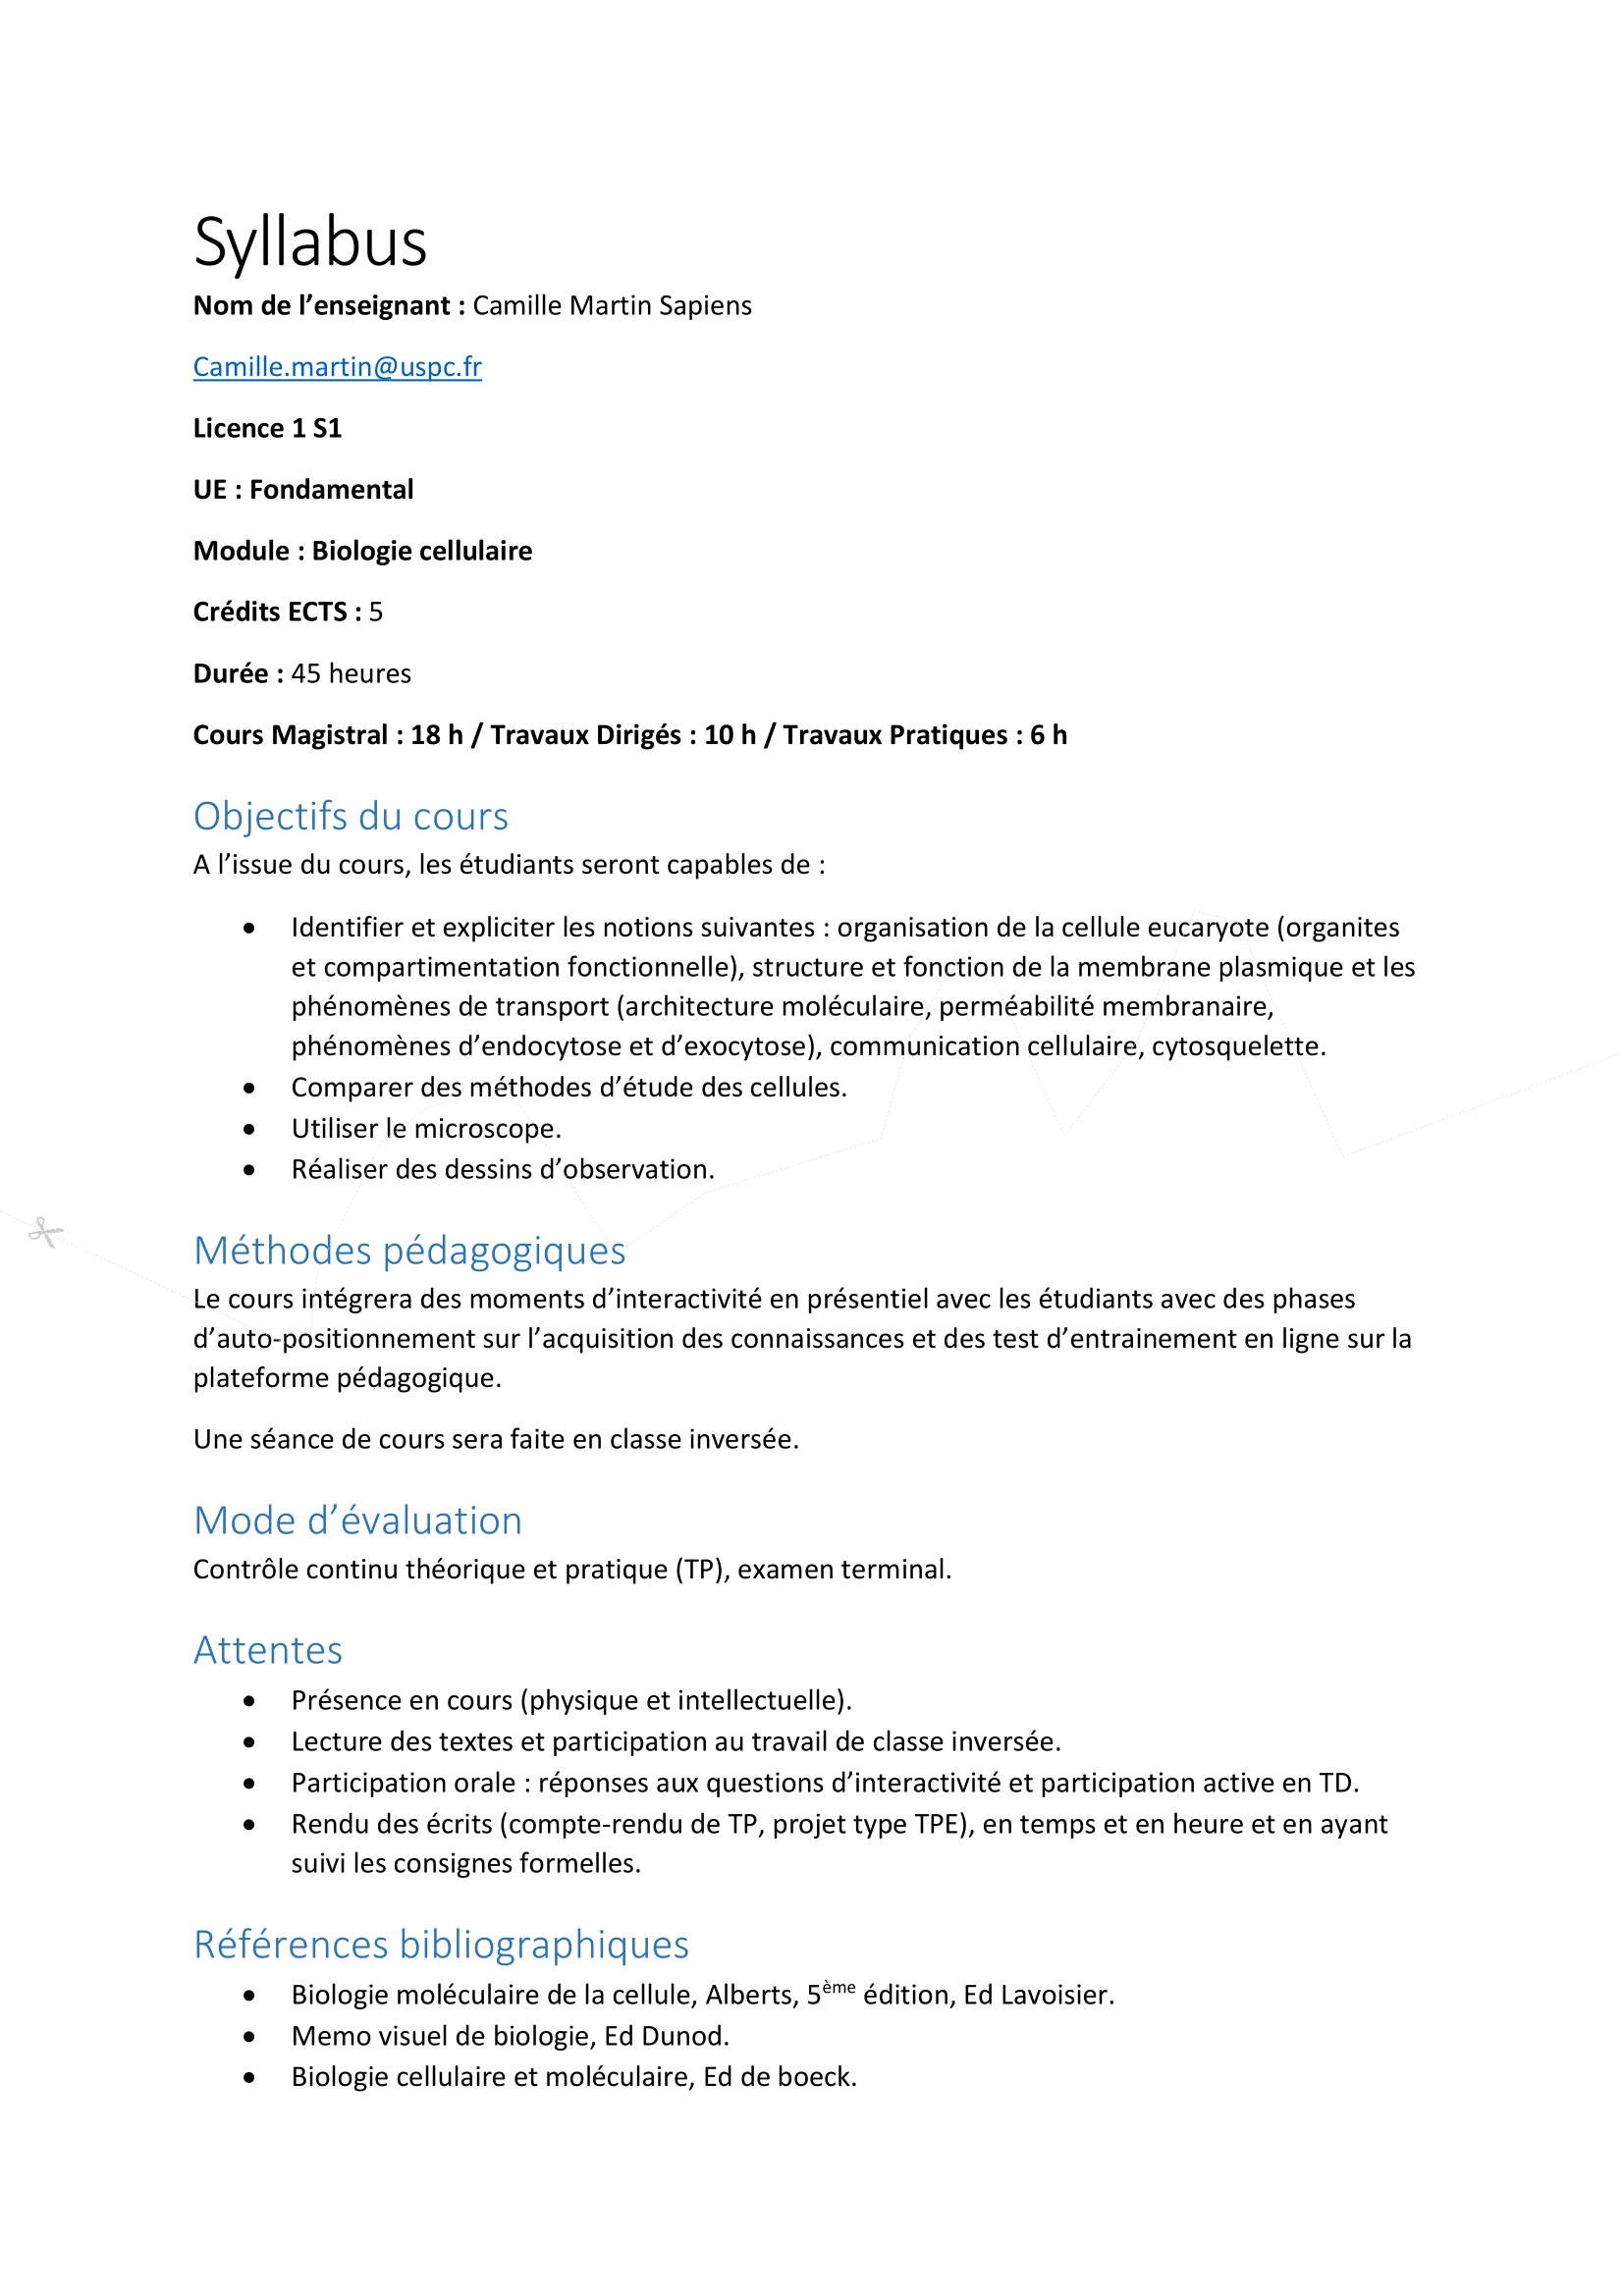 Syllabus
Nom de l’enseignant : Camille Martin Sapiens
Camille.martin@uspc.fr
Licence 1 S1
UE : Fondamental
Module : Biologie cellulaire
Crédits ECTS : 5
Durée : 45 heures
Cours Magistral : 18 h / Travaux Dirigés : 10 h / Travaux Pratiques : 6 h
Objectifs du cours
A l’issue du cours, les étudiants seront capables de :
• Identifier et expliciter les notions suivantes : organisation de la cellule eucaryote (organites
et compartimentation fonctionnelle), structure et fonction de la membrane plasmique et les
phénomènes de transport (architecture moléculaire, perméabilité membranaire,
phénomènes d’endocytose et d’exocytose), communication cellulaire, cytosquelette.
• Comparer des méthodes d’étude des cellules.
• Utiliser le microscope.
• Réaliser des dessins d’observation.
Méthodes pédagogiques
Le cours intégrera des moments d’interactivité en présentiel avec les étudiants avec des phases
d’auto-positionnement sur l’acquisition des connaissances et des test d’entrainement en ligne sur la
plateforme pédagogique.
Une séance de cours sera faite en classe inversée.
Mode d’évaluation
Contrôle continu théorique et pratique (TP), examen terminal.
Attentes
• Présence en cours (physique et intellectuelle).
• Lecture des textes et participation au travail de classe inversée.
• Participation orale : réponses aux questions d’interactivité et participation active en TD.
• Rendu des écrits (compte-rendu de TP, projet type TPE), en temps et en heure et en ayant
suivi les consignes formelles.
Références bibliographiques
• Biologie moléculaire de la cellule, Alberts, 5ème édition, Ed Lavoisier.
• Memo visuel de biologie, Ed Dunod.
• Biologie cellulaire et moléculaire, Ed de boeck.